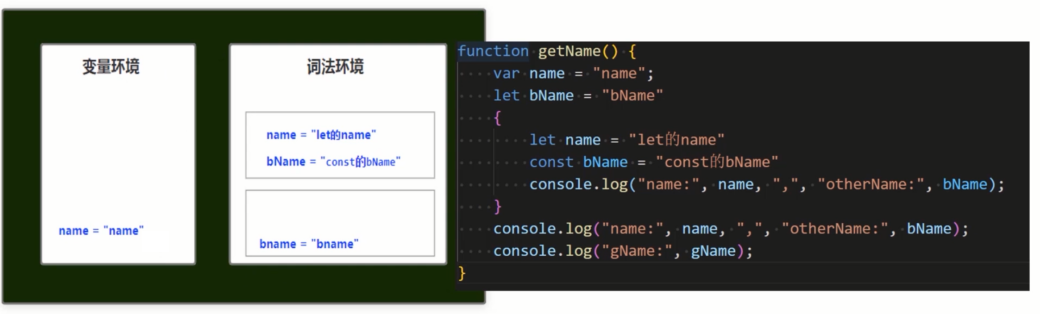 变量环境
name = "name"
词法环境
name = "let的name"
bName = "const的bName"
bname = "bname"
function getName() {
var name = "name";
let bName = "bName"
{
let name = "let的name"
const bName = "const的bName"
console.log("name:", name, ",", "otherName:", bName);
}
console.log("name:", name, ",", "otherName:", bName);
console.log("gName:", gName);
}